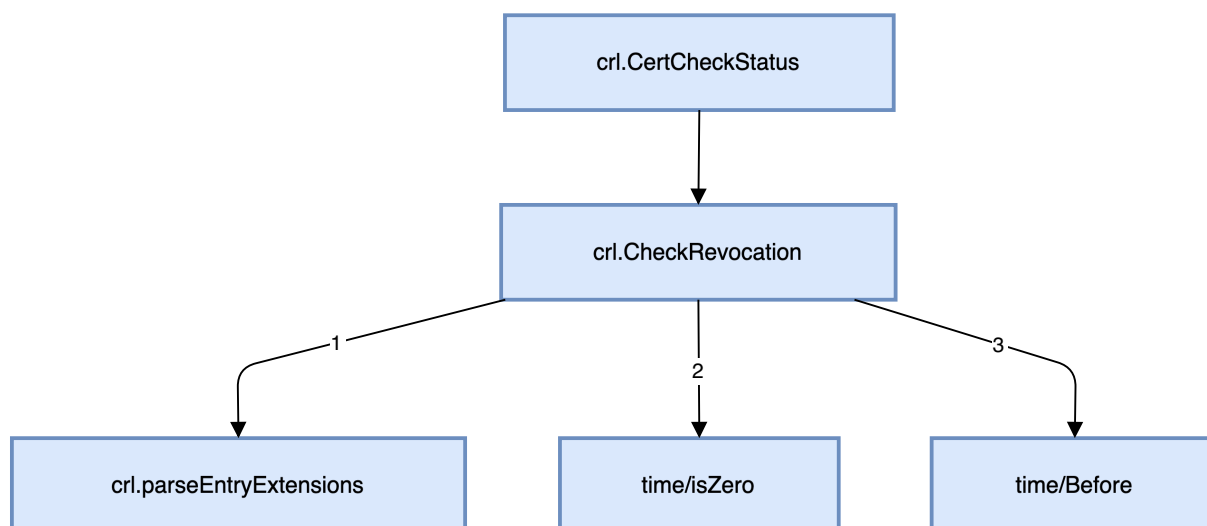 crl.CertCheckStatus
crl.CheckRevocation
1
2
3
crl.parseEntryExtensions
time/isZero
time/Before